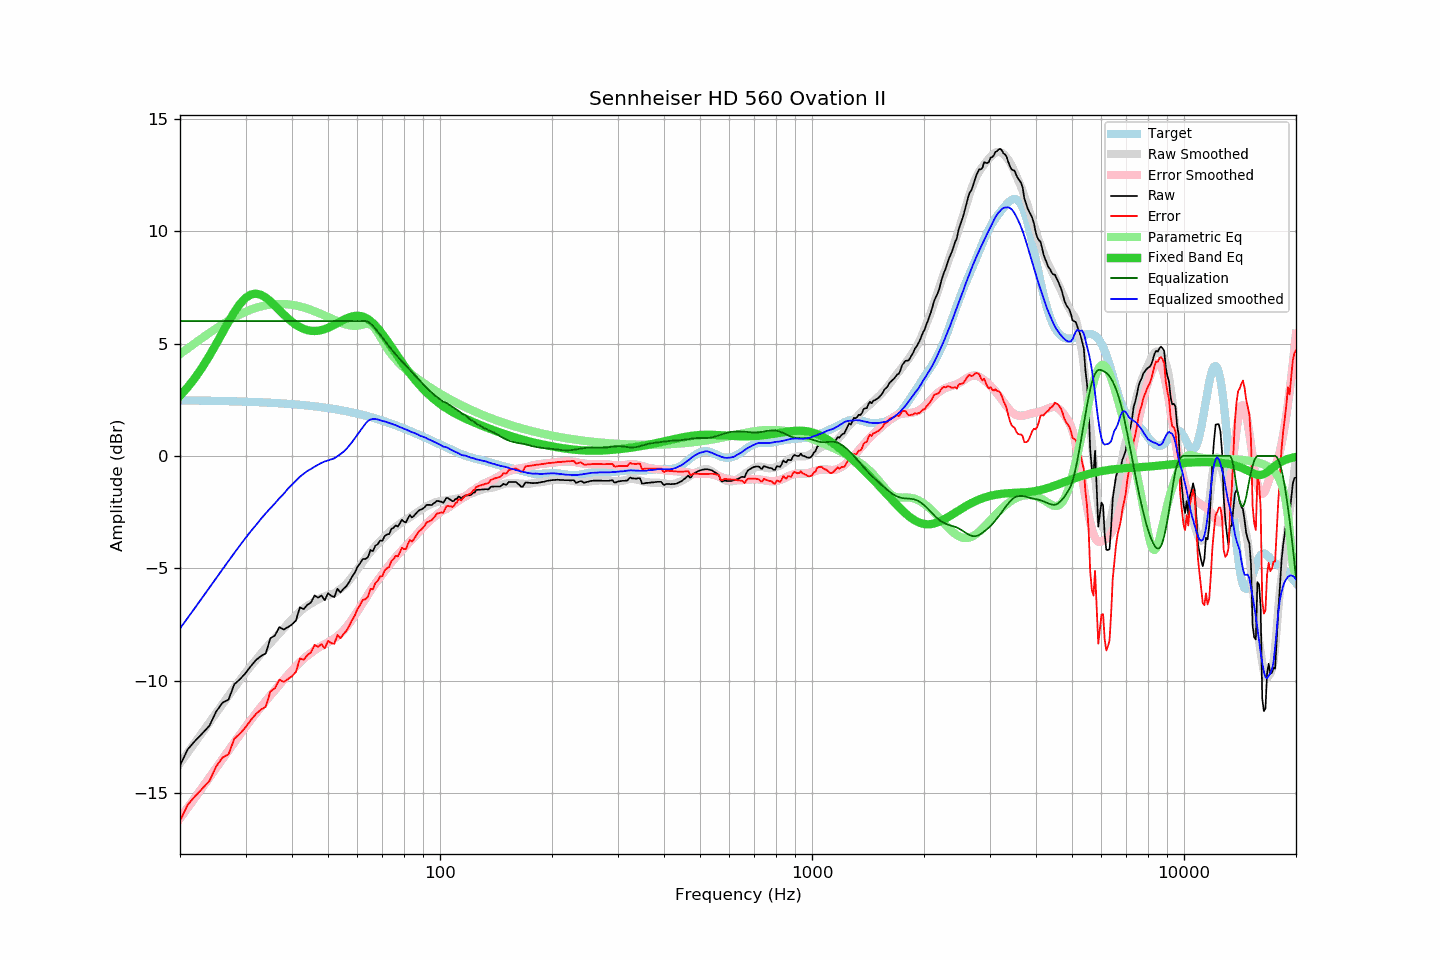 Sennheiser HD 560 Ovation II
15
10
5
0
−5
−10
−15
Amplitude (dBr)
Target
Raw Smoothed
Error Smoothed
Raw
Error
Parametric Eq
Fixed Band Eq
Equalization
Equalized smoothed
100
1000
10000
Frequency (Hz)